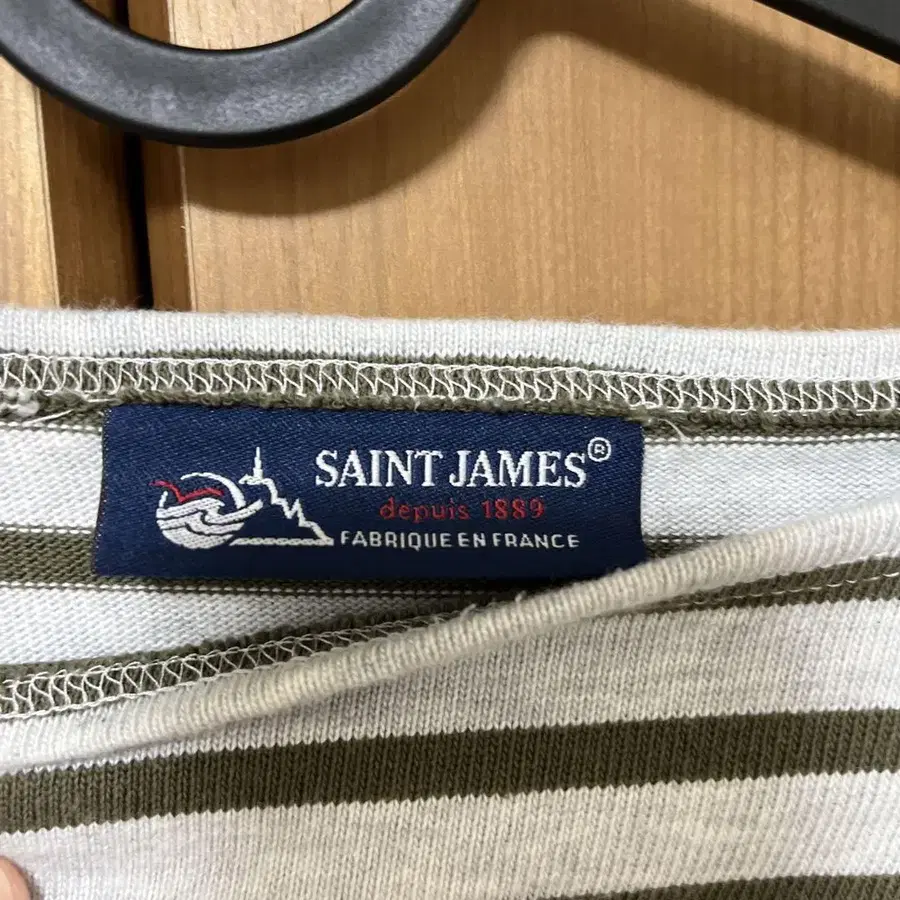 SAINT JAMES®
depuis 1889
FABRIQUE EN FRANCE